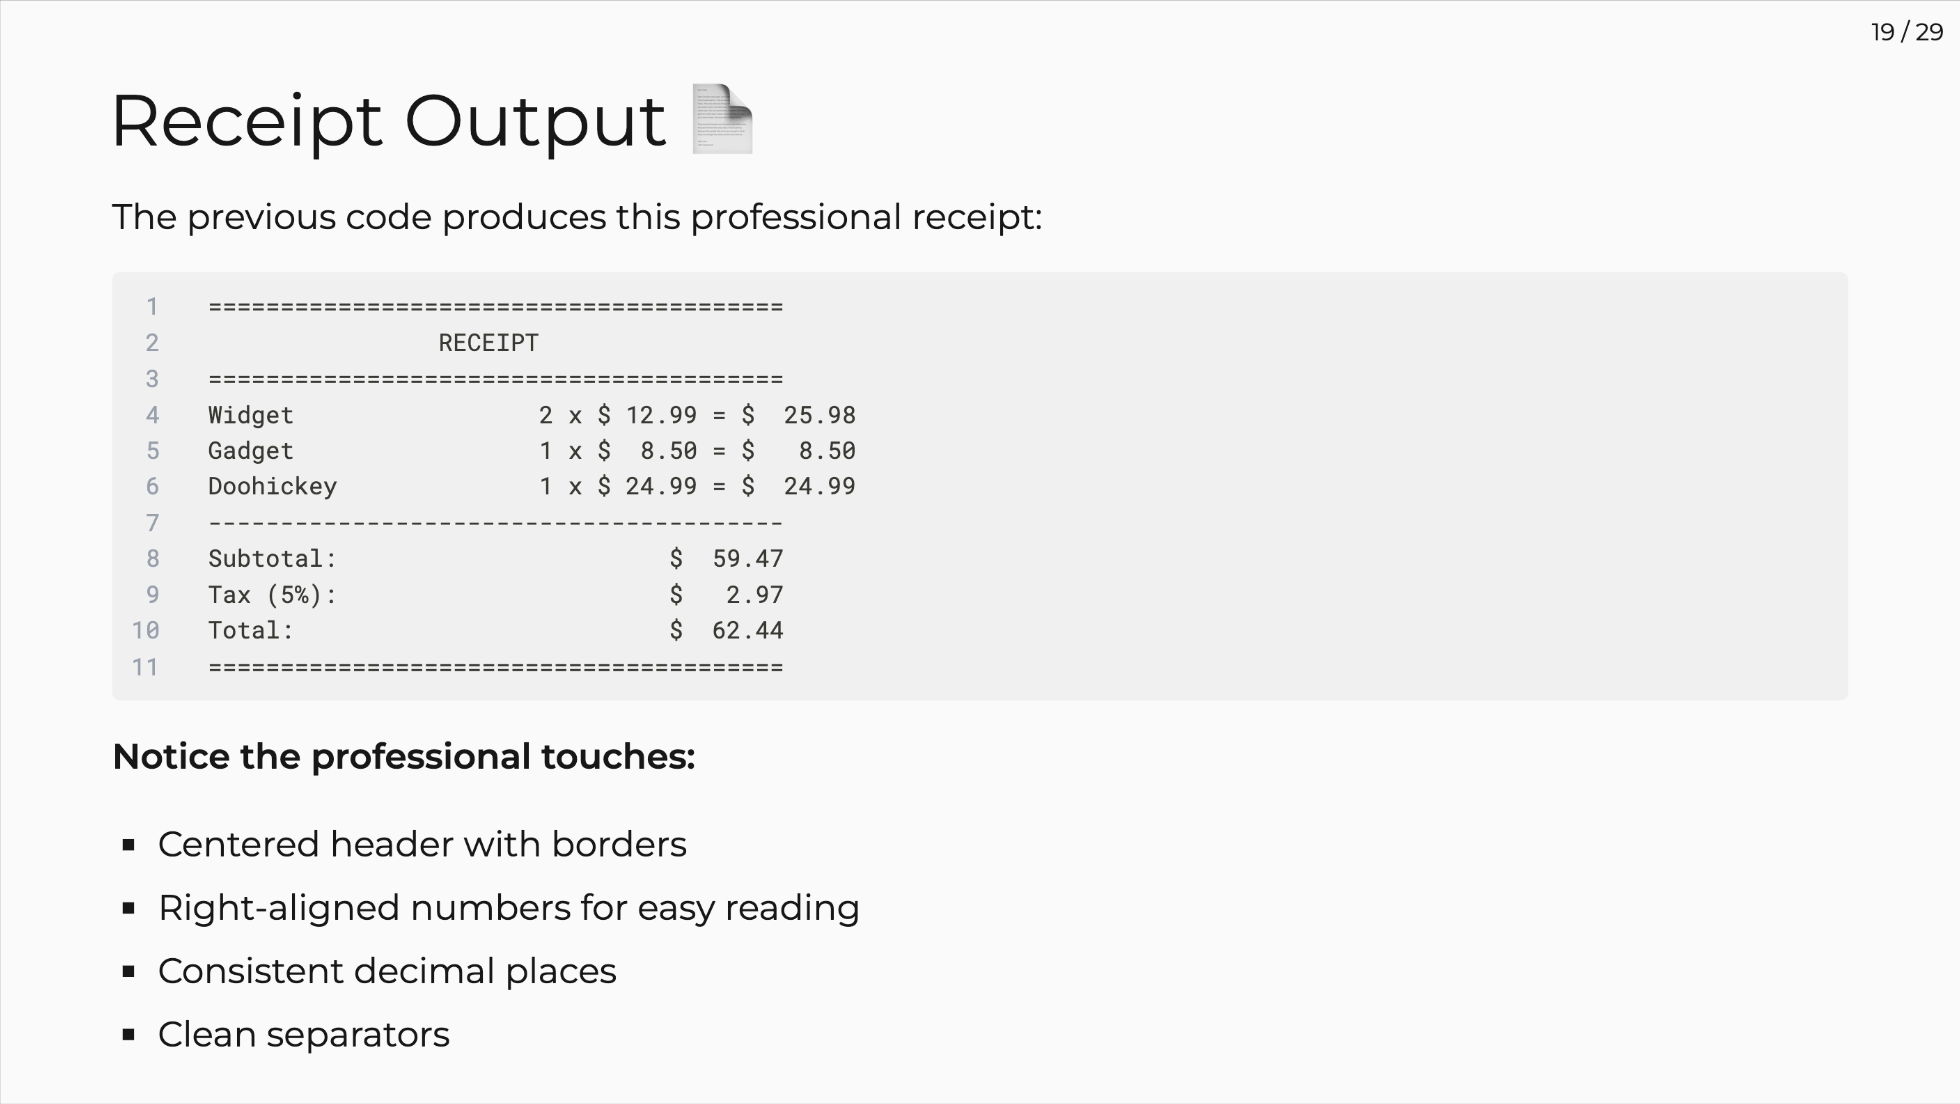 19 / 29
Receipt Output
The previous code produces this professional receipt:
1   ========================================
2                   RECEIPT
3   ========================================
4   Widget                 2 x $ 12.99 = $  25.98
5   Gadget                 1 x $  8.50 = $   8.50
6   Doohickey              1 x $ 24.99 = $  24.99
7   ----------------------------------------
8   Subtotal:                       $  59.47
9   Tax (5%):                       $   2.97
10  Total:                          $  62.44
11  ========================================
Notice the professional touches:
▪ Centered header with borders
▪ Right-aligned numbers for easy reading
▪ Consistent decimal places
▪ Clean separators